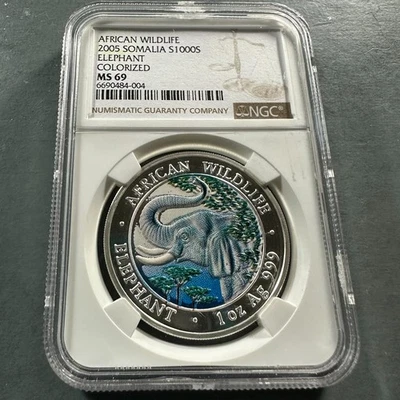 AFRICAN WILDLIFE
2005 SOMALIA S1000S
ELEPHANT
COLORIZED
MS 69
6690484-004
NUMISMATIC GUARANTY COMPANY
NGC
AFRICAN WILDLIFE
ELEPHANT
1 OZ Ag 999